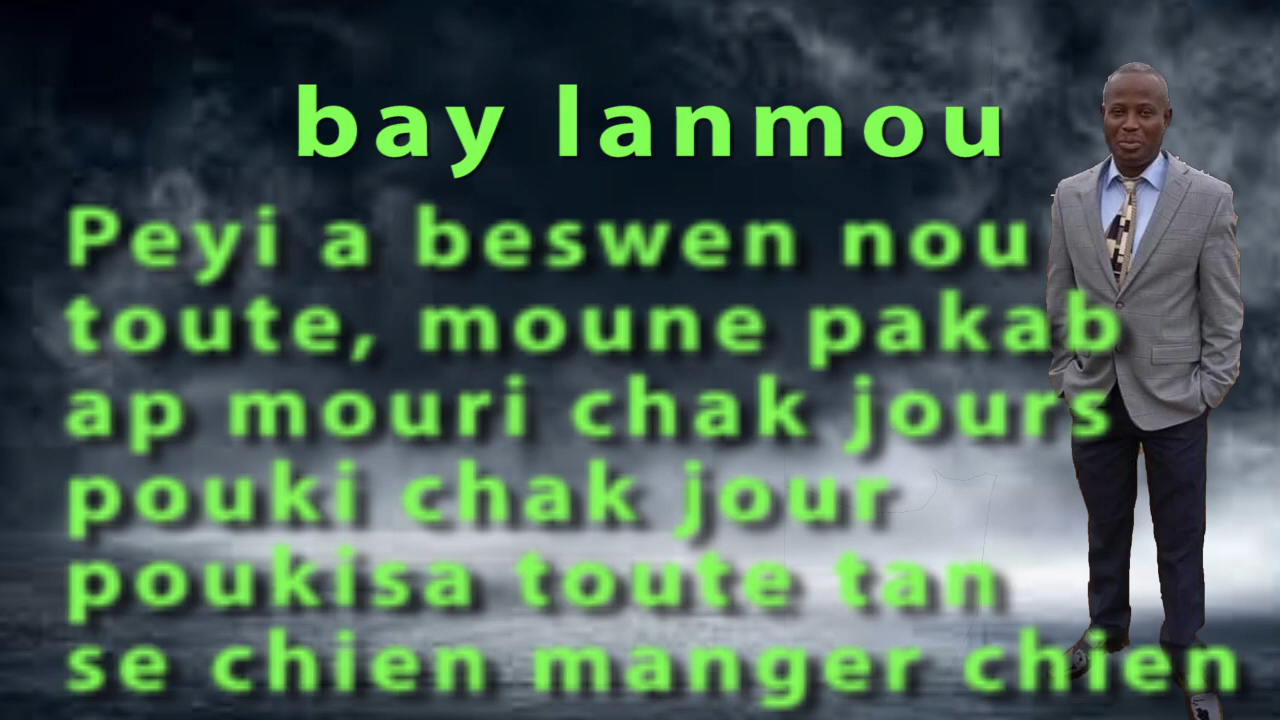 bay lanmou
Peyi a beswen nou
toute, moune pakab
ap mouri chak jours
pouki chak jour
poukisa toute tan
se chien manger chien